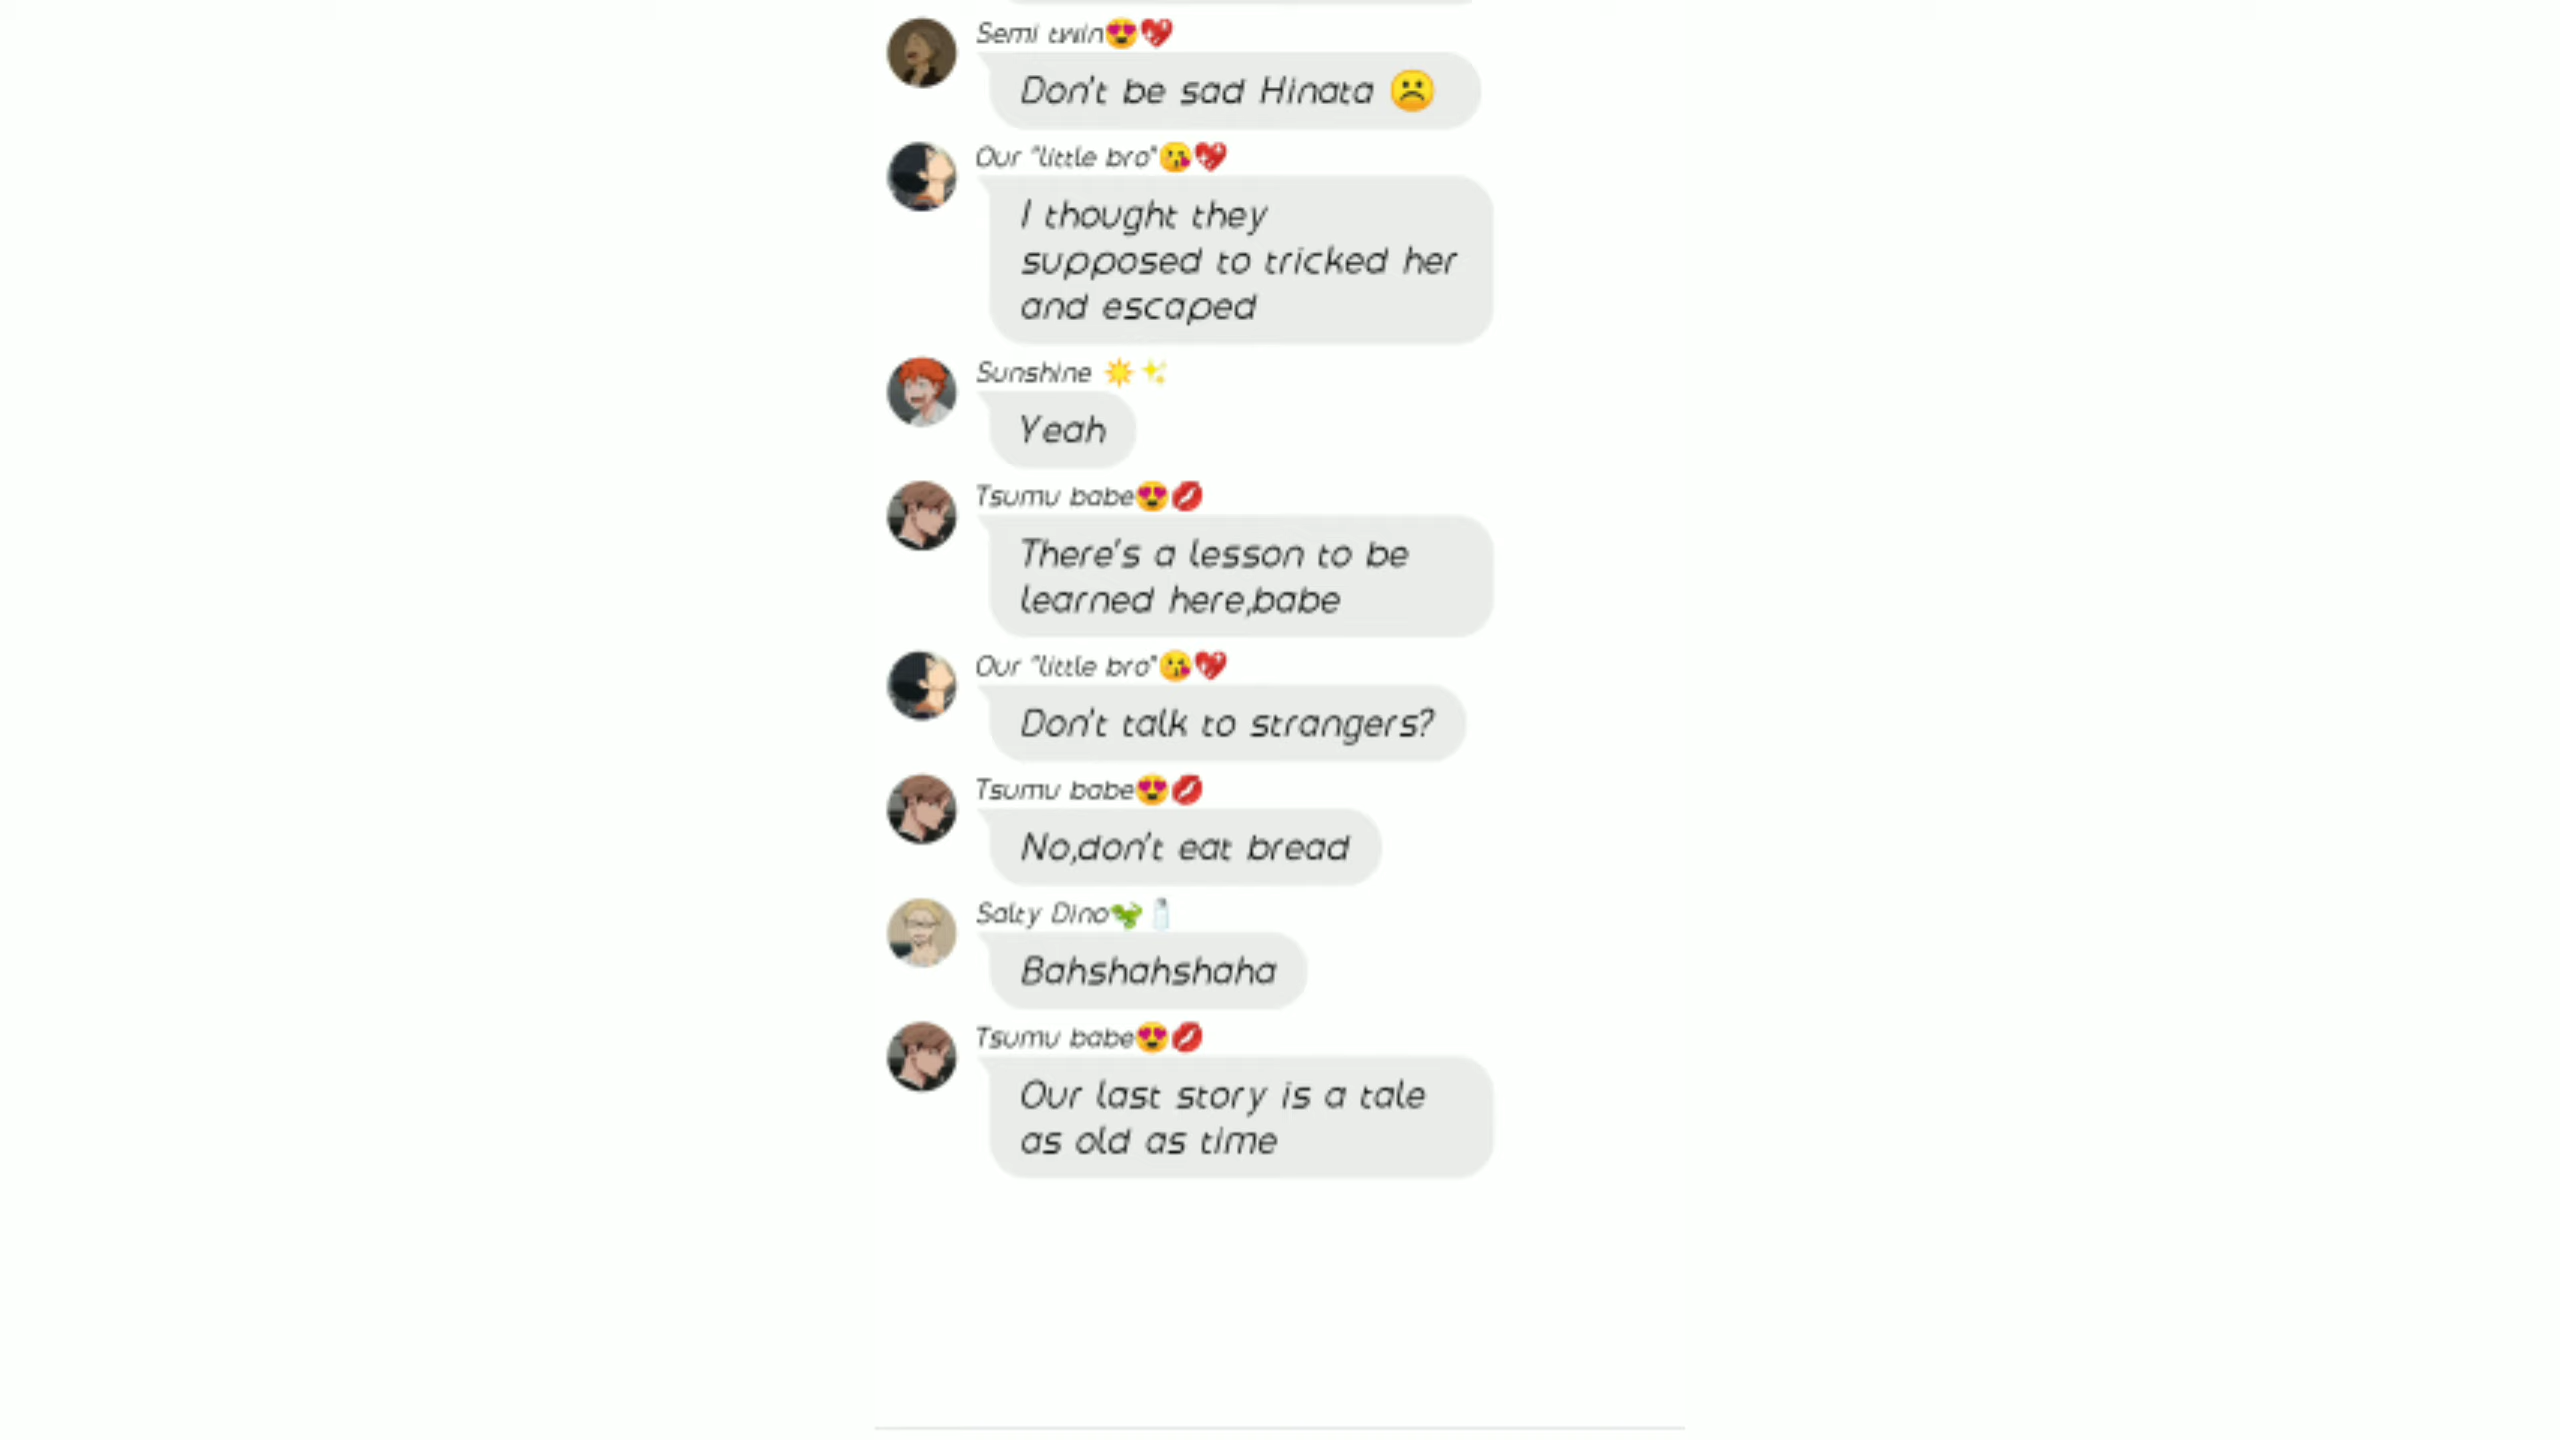 Semi twin😍💖
Don't be sad Hinata ☹️
Our "little bro"😘💖
I thought they
supposed to tricked her
and escaped
Sunshine ☀️✨
Yeah
Tsumu babe😍💋
There's a lesson to be
learned here,babe
Our "little bro"😘💖
Don't talk to strangers?
Tsumu babe😍💋
No,don't eat bread
Salty Dino🦖🧂
Bahshahshaha
Tsumu babe😍💋
Our last story is a tale
as old as time